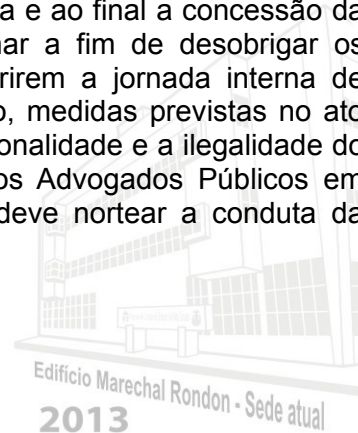 a e ao final a concessão da
nar a fim de desobrigar os
rirem a jornada interna de
o, medidas previstas no ato
onalidade e a ilegalidade do
os Advogados Públicos em
deve nortear a conduta da
Edifício Marechal Rondon - Sede atual
2013